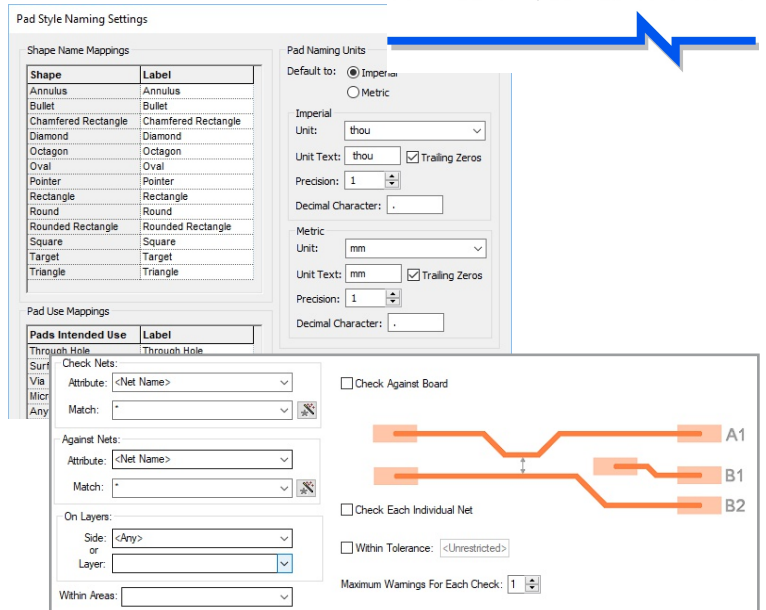 Pad Style Naming Settings
Shape Name Mappings
Shape Label
Annulus Annulus
Bullet Bullet
Chamfered Rectangle Chamfered Rectangle
Diamond Diamond
Octagon Octagon
Oval Oval
Pointer Pointer
Rectangle Rectangle
Round Round
Rounded Rectangle Rounded Rectangle
Square Square
Target Target
Triangle Triangle
Pad Use Mappings
Pads Intended Use Label
Through Hole Through Hole
Surf
Via
Micr
Any
Pad Naming Units
Default to: Imperial
Metric
Imperial
Unit: thou
Unit Text: thou Trailing Zeros
Precision: 1
Decimal Character: .
Metric
Unit: mm
Unit Text: mm Trailing Zeros
Precision: 1
Decimal Character: .
Check Nets:
Attribute: <Net Name>
Match: *
Against Nets:
Attribute: <Net Name>
Match: *
On Layers:
Side: <Any>
or
Layer:
Within Areas:
Check Against Board
A1
B1
B2
Check Each Individual Net
Within Tolerance: <Unrestricted>
Maximum Warnings For Each Check: 1